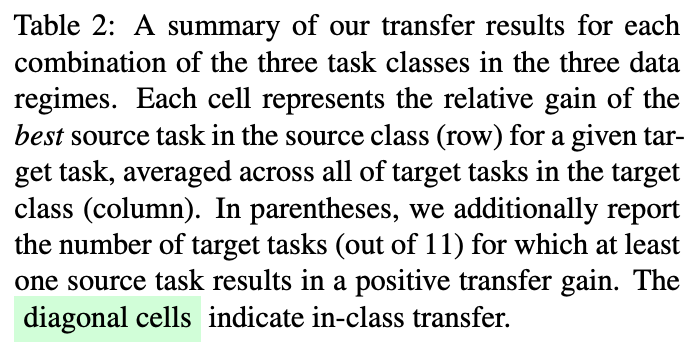 Table 2: A summary of our transfer results for each
combination of the three task classes in the three data
regimes. Each cell represents the relative gain of the
best source task in the source class (row) for a given tar-
get task, averaged across all of target tasks in the target
class (column). In parentheses, we additionally report
the number of target tasks (out of 11) for which at least
one source task results in a positive transfer gain. The
diagonal cells indicate in-class transfer.